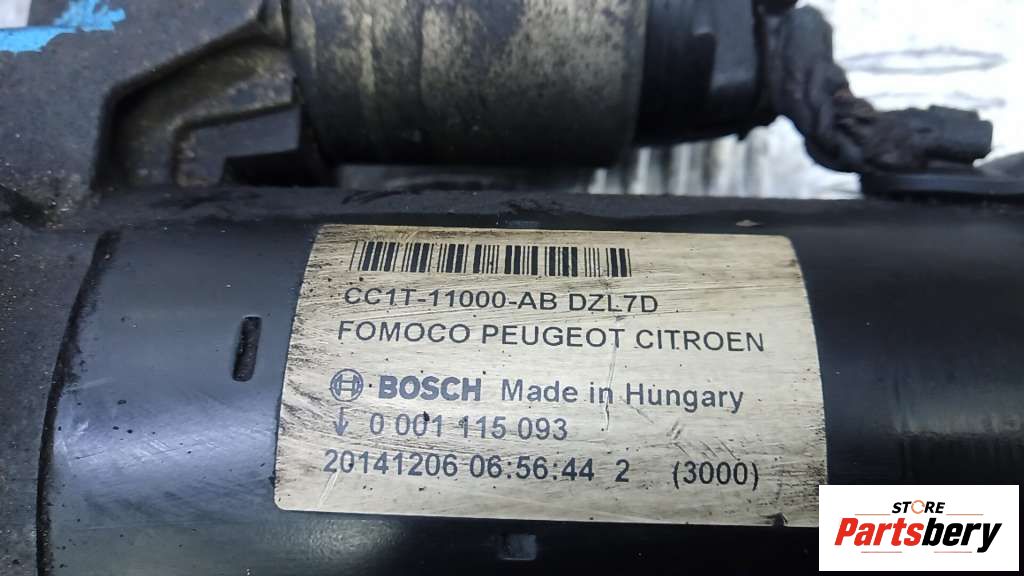 CC1T-11000-AB DZL7D
FOMOCO PEUGEOT CITROEN
BOSCH Made in Hungary
0 001 115 093
20141206 06:56:44 2 (3000)
STORE
Partsbery